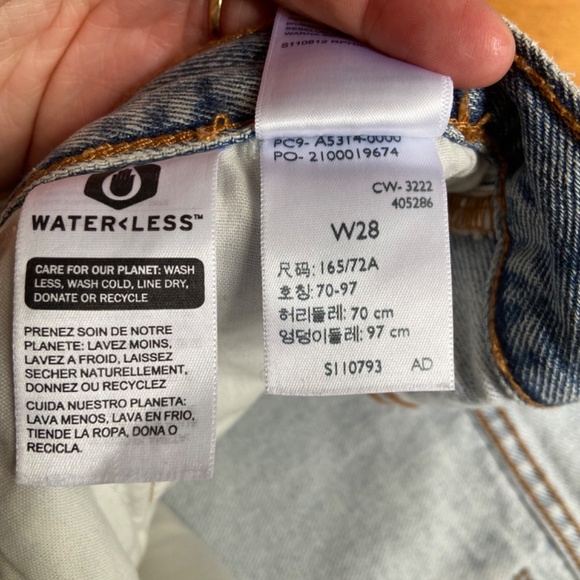 WATER<LESS™
CARE FOR OUR PLANET: WASH
LESS, WASH COLD, LINE DRY,
DONATE OR RECYCLE
PRENEZ SOIN DE NOTRE
PLANETE: LAVEZ MOINS,
LAVEZ A FROID, LAISSEZ
SECHER NATURELLEMENT,
DONNEZ OU RECYCLEZ
CUIDA NUESTRO PLANETA:
LAVA MENOS, LAVA EN FRIO,
TIENDE LA ROPA, DONA O
RECICLA.
PC9- A5314-0000
PO- 2100019674
CW- 3222
405286
W28
尺码: 165/72A
호칭: 70-97
허리둘레: 70 cm
엉덩이둘레: 97 cm
S110793 AD